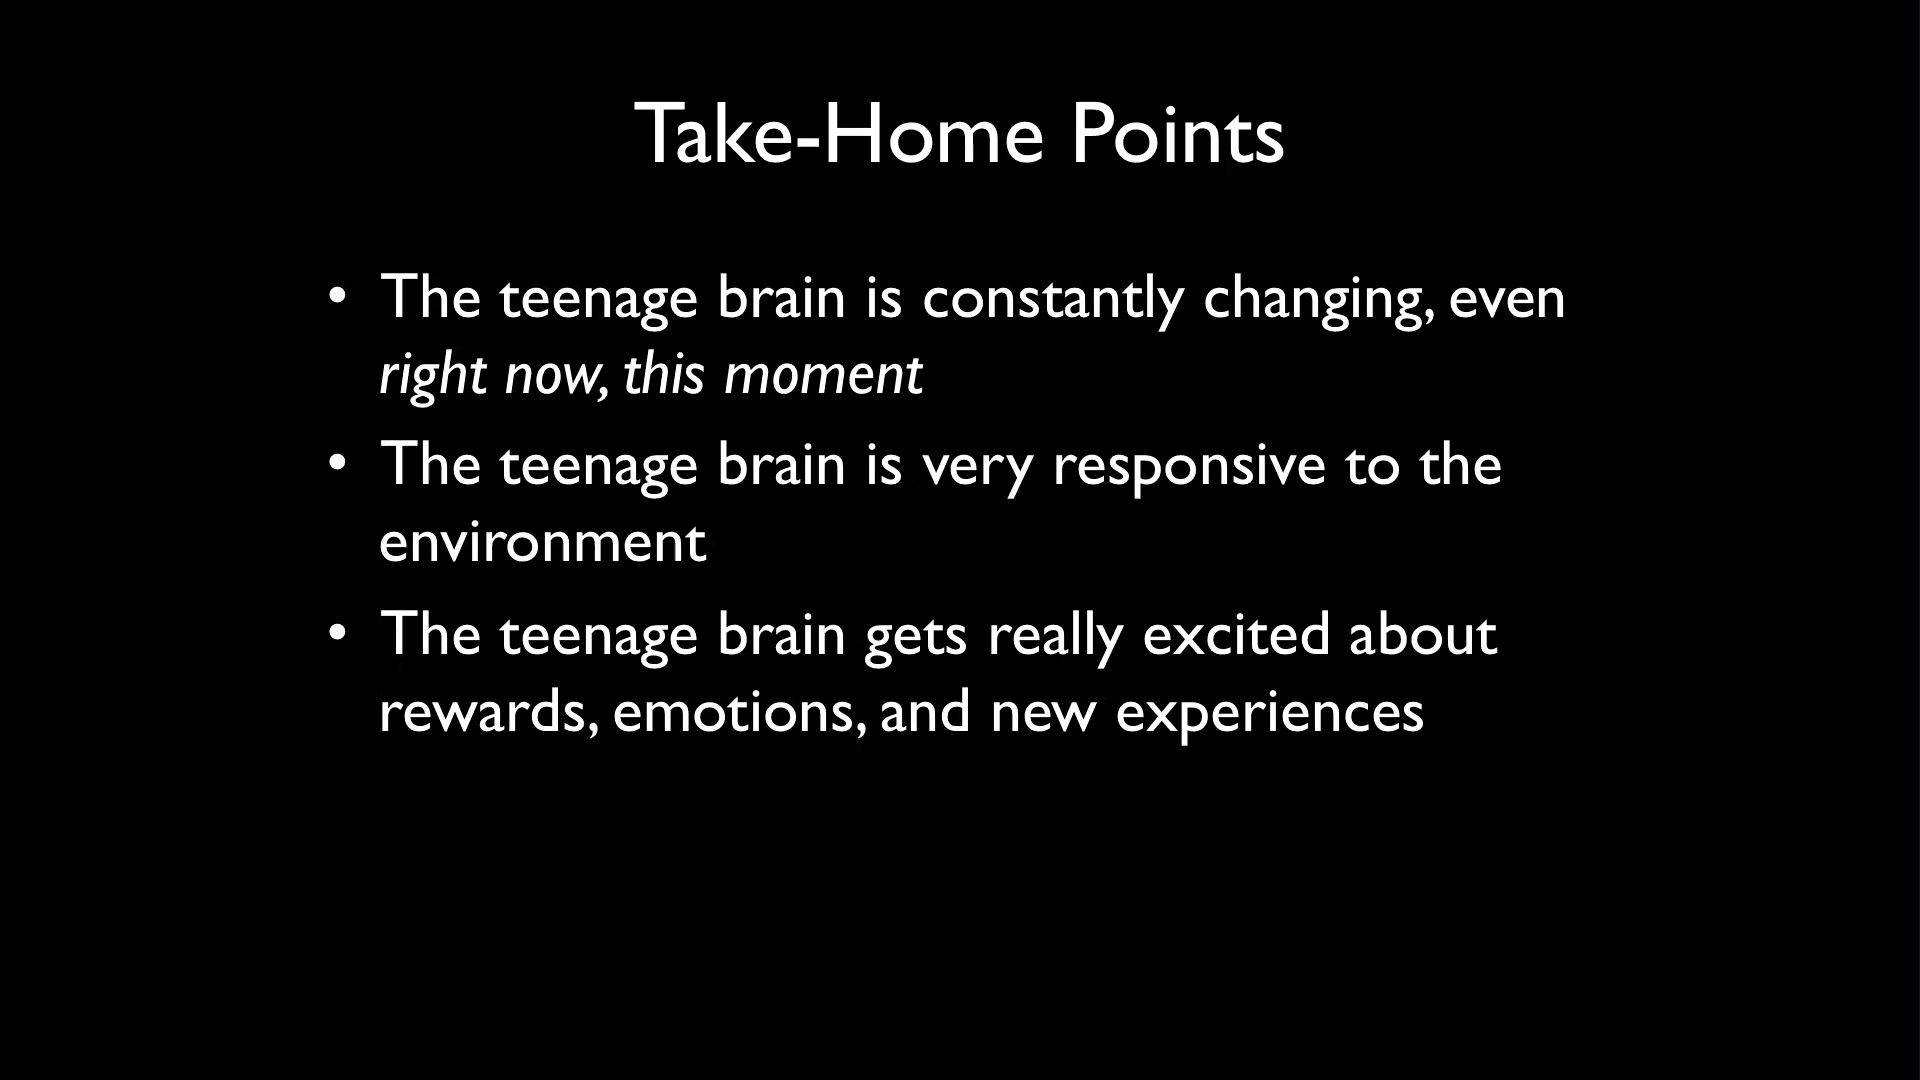 Take-Home Points
• The teenage brain is constantly changing, even
right now, this moment
• The teenage brain is very responsive to the
environment
• The teenage brain gets really excited about
rewards, emotions, and new experiences